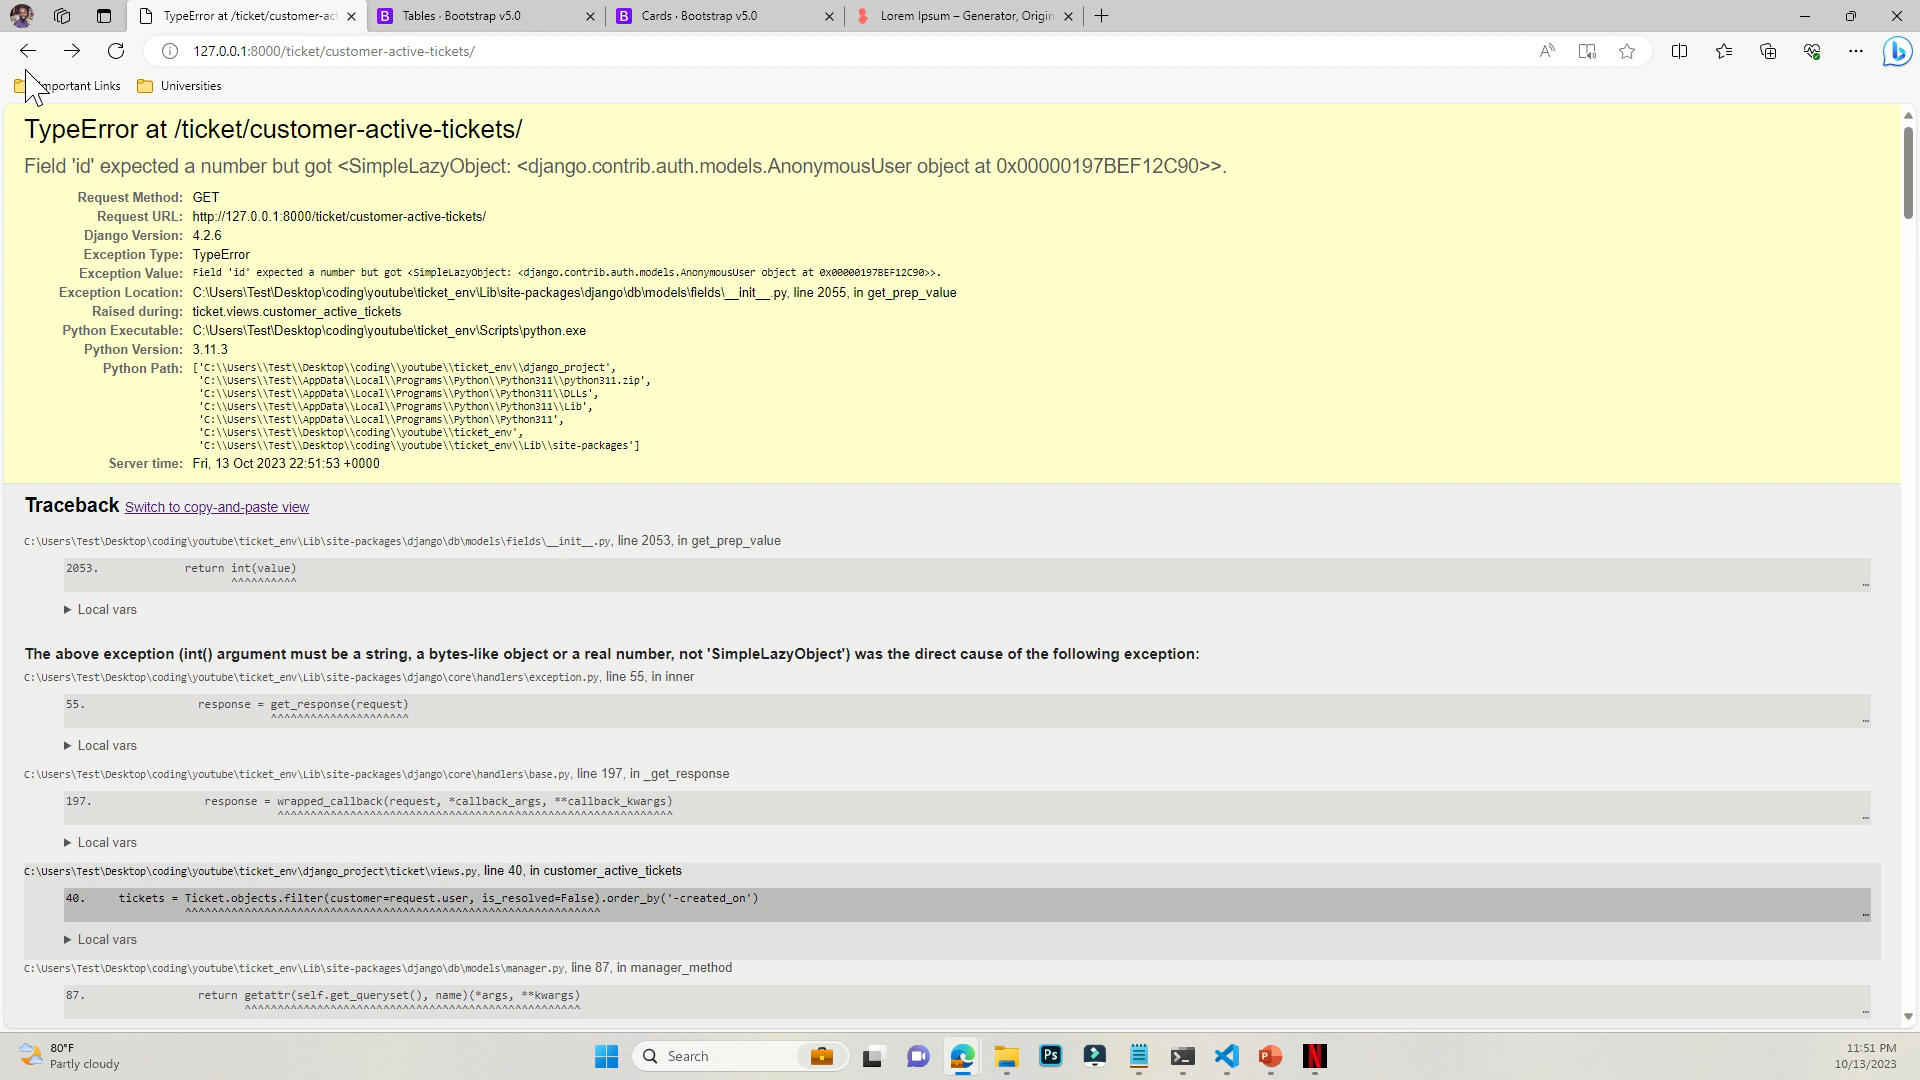 TypeError at /ticket/customer-act
Tables · Bootstrap v5.0
Cards · Bootstrap v5.0
Lorem Ipsum – Generator, Origin
127.0.0.1:8000/ticket/customer-active-tickets/
mportant Links
Universities
TypeError at /ticket/customer-active-tickets/
Field 'id' expected a number but got <SimpleLazyObject: <django.contrib.auth.models.AnonymousUser object at 0x00000197BEF12C90>>.
Request Method: GET
Request URL: http://127.0.0.1:8000/ticket/customer-active-tickets/
Django Version: 4.2.6
Exception Type: TypeError
Exception Value: Field 'id' expected a number but got <SimpleLazyObject: <django.contrib.auth.models.AnonymousUser object at 0x00000197BEF12C90>>.
Exception Location: C:\Users\Test\Desktop\coding\youtube\ticket_env\Lib\site-packages\django\db\models\fields\__init__.py, line 2055, in get_prep_value
Raised during: ticket.views.customer_active_tickets
Python Executable: C:\Users\Test\Desktop\coding\youtube\ticket_env\Scripts\python.exe
Python Version: 3.11.3
Python Path: ['C:\\Users\\Test\\Desktop\\coding\\youtube\\ticket_env\\django_project',
'C:\\Users\\Test\\AppData\\Local\\Programs\\Python\\Python311\\python311.zip',
'C:\\Users\\Test\\AppData\\Local\\Programs\\Python\\Python311\\DLLs',
'C:\\Users\\Test\\AppData\\Local\\Programs\\Python\\Python311\\Lib',
'C:\\Users\\Test\\AppData\\Local\\Programs\\Python\\Python311',
'C:\\Users\\Test\\Desktop\\coding\\youtube\\ticket_env',
'C:\\Users\\Test\\Desktop\\coding\\youtube\\ticket_env\\Lib\\site-packages']
Server time: Fri, 13 Oct 2023 22:51:53 +0000
Traceback Switch to copy-and-paste view
C:\Users\Test\Desktop\coding\youtube\ticket_env\Lib\site-packages\django\db\models\fields\__init__.py, line 2053, in get_prep_value
2053. return int(value)
^^^^^^^^^^
…
▶ Local vars
The above exception (int() argument must be a string, a bytes-like object or a real number, not 'SimpleLazyObject') was the direct cause of the following exception:
C:\Users\Test\Desktop\coding\youtube\ticket_env\Lib\site-packages\django\core\handlers\exception.py, line 55, in inner
55. response = get_response(request)
^^^^^^^^^^^^^^^^^^^^^
…
▶ Local vars
C:\Users\Test\Desktop\coding\youtube\ticket_env\Lib\site-packages\django\core\handlers\base.py, line 197, in _get_response
197. response = wrapped_callback(request, *callback_args, **callback_kwargs)
^^^^^^^^^^^^^^^^^^^^^^^^^^^^^^^^^^^^^^^^^^^^^^^^^^^^^^^^^^^^
…
▶ Local vars
C:\Users\Test\Desktop\coding\youtube\ticket_env\django_project\ticket\views.py, line 40, in customer_active_tickets
40. tickets = Ticket.objects.filter(customer=request.user, is_resolved=False).order_by('-created_on')
^^^^^^^^^^^^^^^^^^^^^^^^^^^^^^^^^^^^^^^^^^^^^^^^^^^^^^^^^^^^^^^
…
▶ Local vars
C:\Users\Test\Desktop\coding\youtube\ticket_env\Lib\site-packages\django\db\models\manager.py, line 87, in manager_method
87. return getattr(self.get_queryset(), name)(*args, **kwargs)
^^^^^^^^^^^^^^^^^^^^^^^^^^^^^^^^^^^^^^^^^^^^^^^^^^^
…
80°F
Partly cloudy
Search
Ps
P
N
11:51 PM
10/13/2023